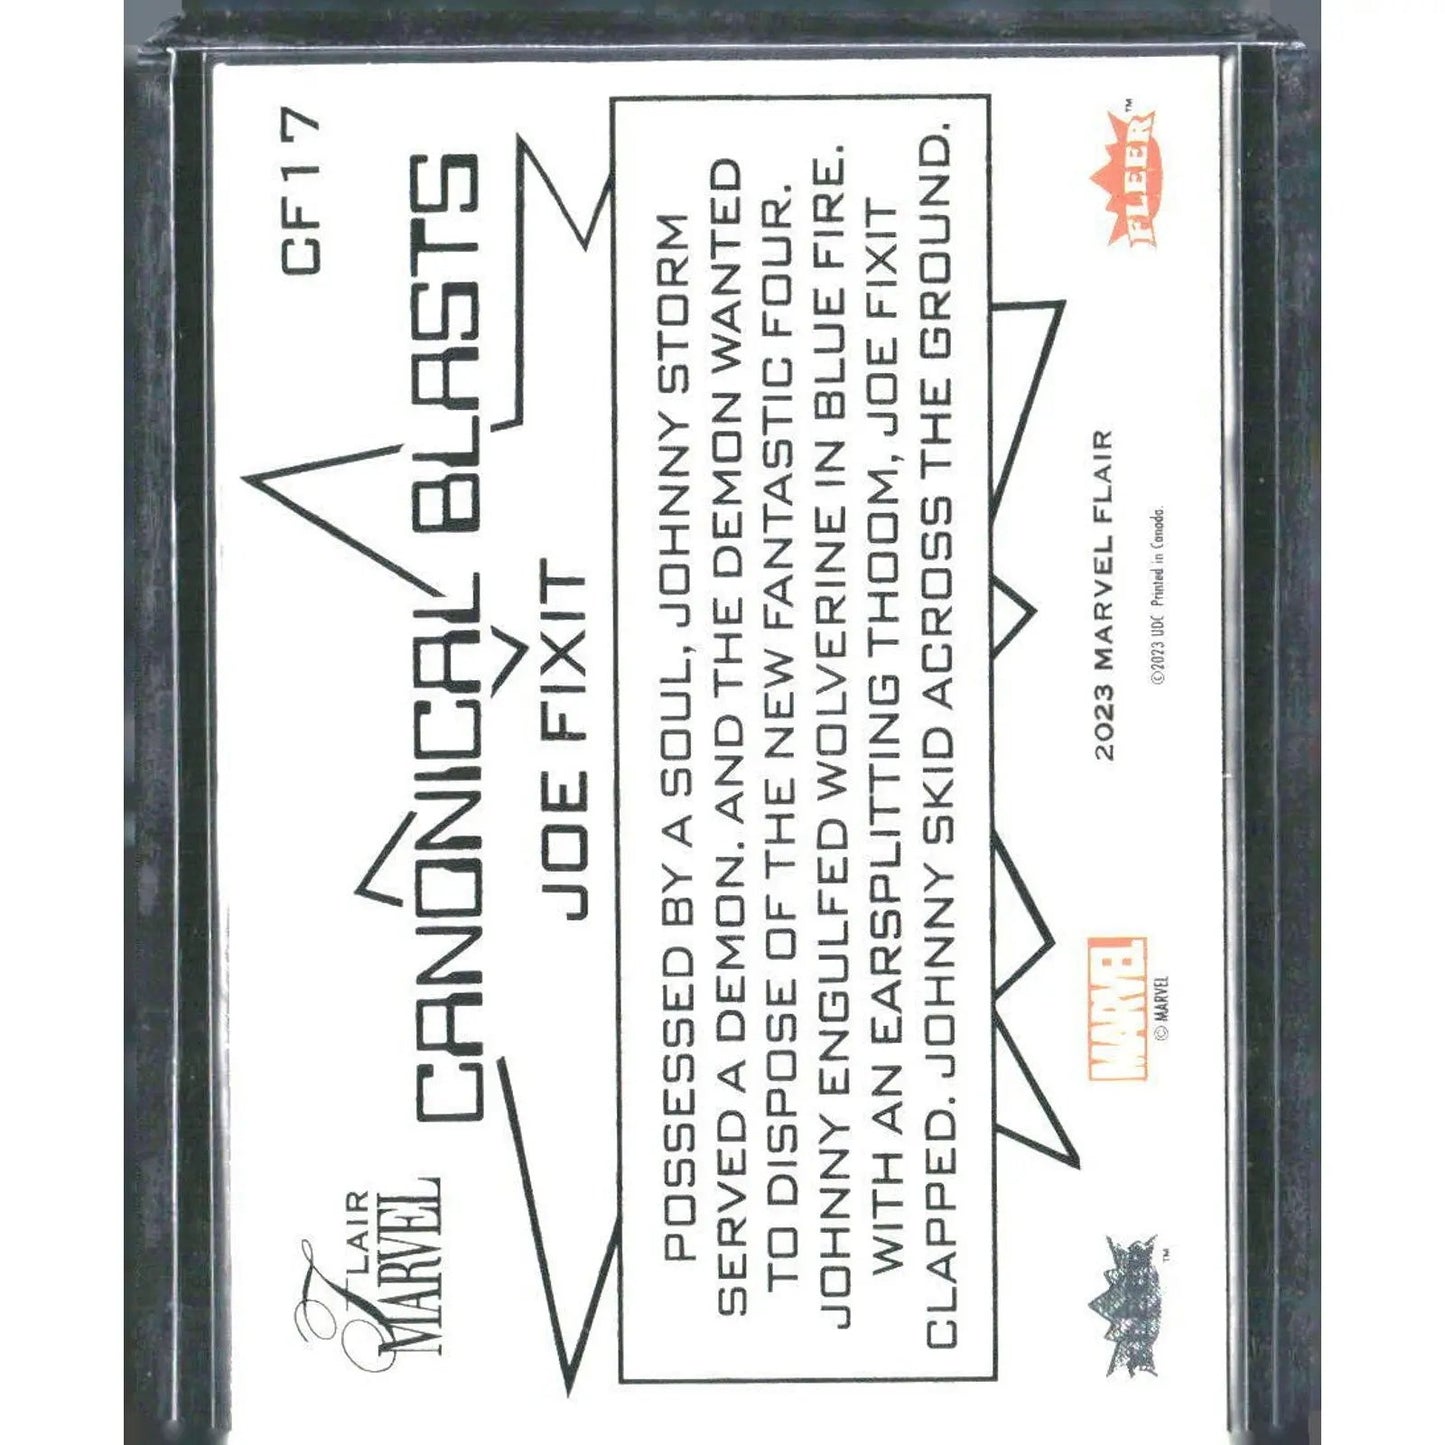 FLAIR
MARVEL
CF17
CANONICAL BLASTS
JOE FIXIT
POSSESSED BY A SOUL, JOHNNY STORM
SERVED A DEMON. AND THE DEMON WANTED
TO DISPOSE OF THE NEW FANTASTIC FOUR.
JOHNNY ENGULFED WOLVERINE IN BLUE FIRE.
WITH AN EARSPLITTING THOOM, JOE FIXIT
CLAPPED. JOHNNY SKID ACROSS THE GROUND.
FLEER™
MARVEL
© MARVEL
2023 MARVEL FLAIR
©2023 UDC Printed in Canada.
FLEER™